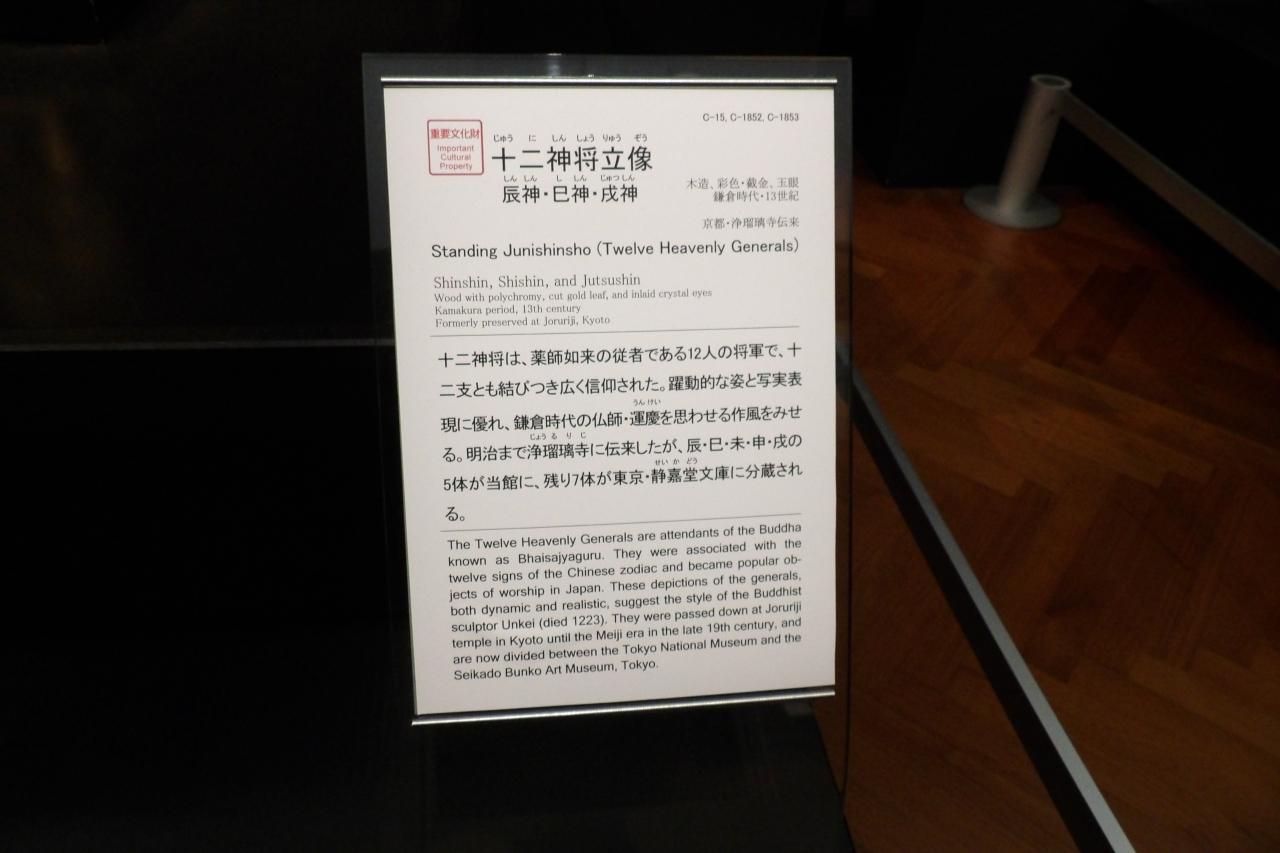 C-15, C-1852, C-1853
重要文化財
Important
Cultural
Property
じゅう に しん しょう りゅう ぞう
十二神将立像
しん しん し しん じゅつ しん
辰神・巳神・戌神
木造、彩色・截金、玉眼
鎌倉時代・13世紀
京都・浄瑠璃寺伝来
Standing Junishinsho (Twelve Heavenly Generals)
Shinshin, Shishin, and Jutsushin
Wood with polychromy, cut gold leaf, and inlaid crystal eyes
Kamakura period, 13th century
Formerly preserved at Joruriji, Kyoto
十二神将は、薬師如来の従者である12人の将軍で、十
二支とも結びつき広く信仰された。躍動的な姿と写実表
うん けい
現に優れ、鎌倉時代の仏師・運慶を思わせる作風をみせ
じょう る り じ
る。明治まで浄瑠璃寺に伝来したが、辰・巳・未・申・戌の
せい か どう
5体が当館に、残り7体が東京・静嘉堂文庫に分蔵され
る。
The Twelve Heavenly Generals are attendants of the Buddha
known as Bhaisajyaguru. They were associated with the
twelve signs of the Chinese zodiac and became popular ob-
jects of worship in Japan. These depictions of the generals,
both dynamic and realistic, suggest the style of the Buddhist
sculptor Unkei (died 1223). They were passed down at Joruriji
temple in Kyoto until the Meiji era in the late 19th century, and
are now divided between the Tokyo National Museum and the
Seikado Bunko Art Museum, Tokyo.